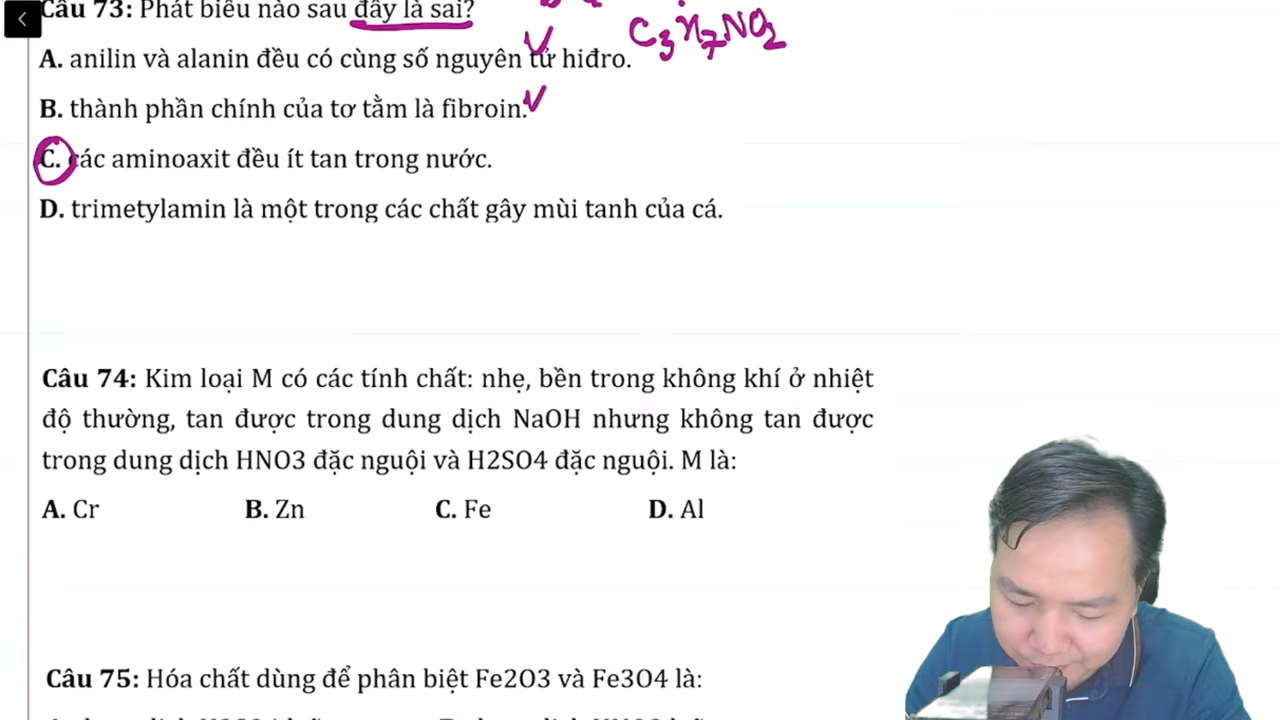 Câu 73: Phát biểu nào sau đây là sai?
C3H7NO2
A. anilin và alanin đều có cùng số nguyên tử hiđro.
B. thành phần chính của tơ tằm là fibroin.
C. các aminoaxit đều ít tan trong nước.
D. trimetylamin là một trong các chất gây mùi tanh của cá.
Câu 74: Kim loại M có các tính chất: nhẹ, bền trong không khí ở nhiệt
độ thường, tan được trong dung dịch NaOH nhưng không tan được
trong dung dịch HNO3 đặc nguội và H2SO4 đặc nguội. M là:
A. Cr B. Zn C. Fe D. Al
Câu 75: Hóa chất dùng để phân biệt Fe2O3 và Fe3O4 là: